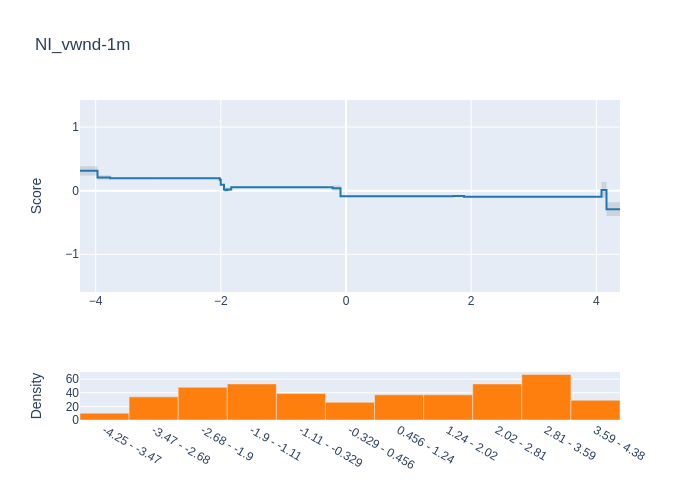 NI_vwnd-1m
1
0
−1
Score
−4
−2
0
2
4
60
40
20
0
Density
-4.25 - -3.47
-3.47 - -2.68
-2.68 - -1.9
-1.9 - -1.11
-1.11 - -0.329
-0.329 - 0.456
0.456 - 1.24
1.24 - 2.02
2.02 - 2.81
2.81 - 3.59
3.59 - 4.38